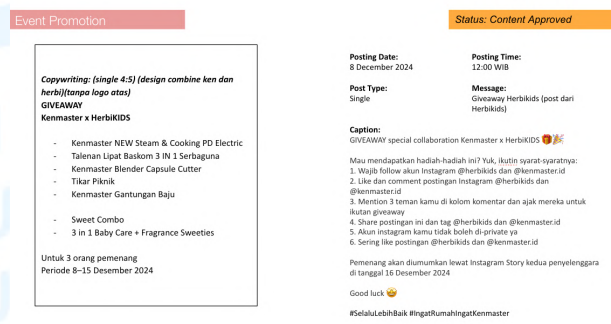 Event Promotion
Status: Content Approved
Copywriting: (single 4:5) (design combine ken dan
herbi)(tanpa logo atas)
GIVEAWAY
Kenmaster x HerbiKIDS
- Kenmaster NEW Steam & Cooking PD Electric
- Talenan Lipat Baskom 3 IN 1 Serbaguna
- Kenmaster Blender Capsule Cutter
- Tikar Piknik
- Kenmaster Gantungan Baju
- Sweet Combo
- 3 in 1 Baby Care + Fragrance Sweeties
Untuk 3 orang pemenang
Periode 8–15 Desember 2024
Posting Date:
8 December 2024
Posting Time:
12:00 WIB
Post Type:
Single
Message:
Giveaway Herbikids (post dari
Herbikids)
Caption:
GIVEAWAY special collaboration Kenmaster x HerbiKIDS 🎁🎉
Mau mendapatkan hadiah-hadiah ini? Yuk, ikutin syarat-syaratnya:
1. Wajib follow akun Instagram @herbikids dan @kenmaster.id
2. Like dan comment postingan Instagram @herbikids dan
@kenmaster.id
3. Mention 3 teman kamu di kolom komentar dan ajak mereka untuk
ikutan giveaway
4. Share postingan ini dan tag @herbikids dan @kenmaster.id
5. Akun instagram kamu tidak boleh di-private ya
6. Sering like postingan @herbikids dan @kenmaster.id
Pemenang akan diumumkan lewat Instagram Story kedua penyelenggara
di tanggal 16 Desember 2024
Good luck 🤩
#SelaluLebihBaik #IngatRumahIngatKenmaster